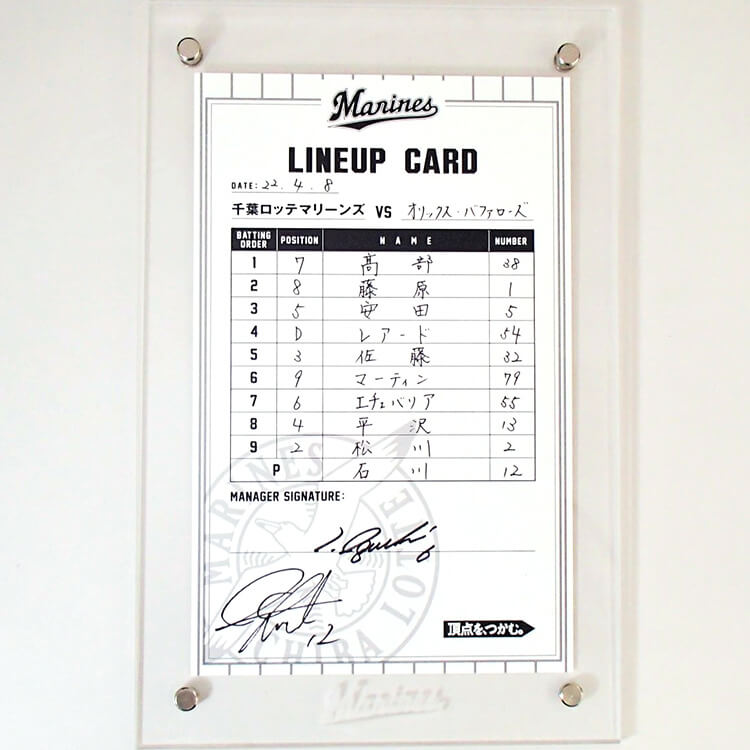 Marines
LINEUP CARD
DATE: 22. 4. 8
千葉ロッテマリーンズ VS オリックス・バファローズ
BATTING ORDER POSITION NAME NUMBER
1 7 髙部 38
2 8 藤原 1
3 5 安田 5
4 D レアード 54
5 3 佐藤 32
6 9 マーティン 79
7 6 エチェバリア 55
8 4 平沢 13
9 2 松川 2
P 石川 12
MANAGER SIGNATURE:
6
12
MARINES
CHIBA LOTTE
頂点を、つかむ。
Marines